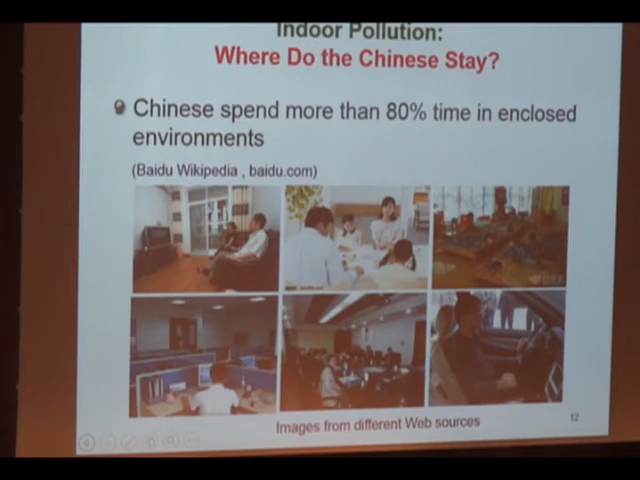 Indoor Pollution:
Where Do the Chinese Stay?
Chinese spend more than 80% time in enclosed
environments
(Baidu Wikipedia , baidu.com)
Images from different Web sources
12